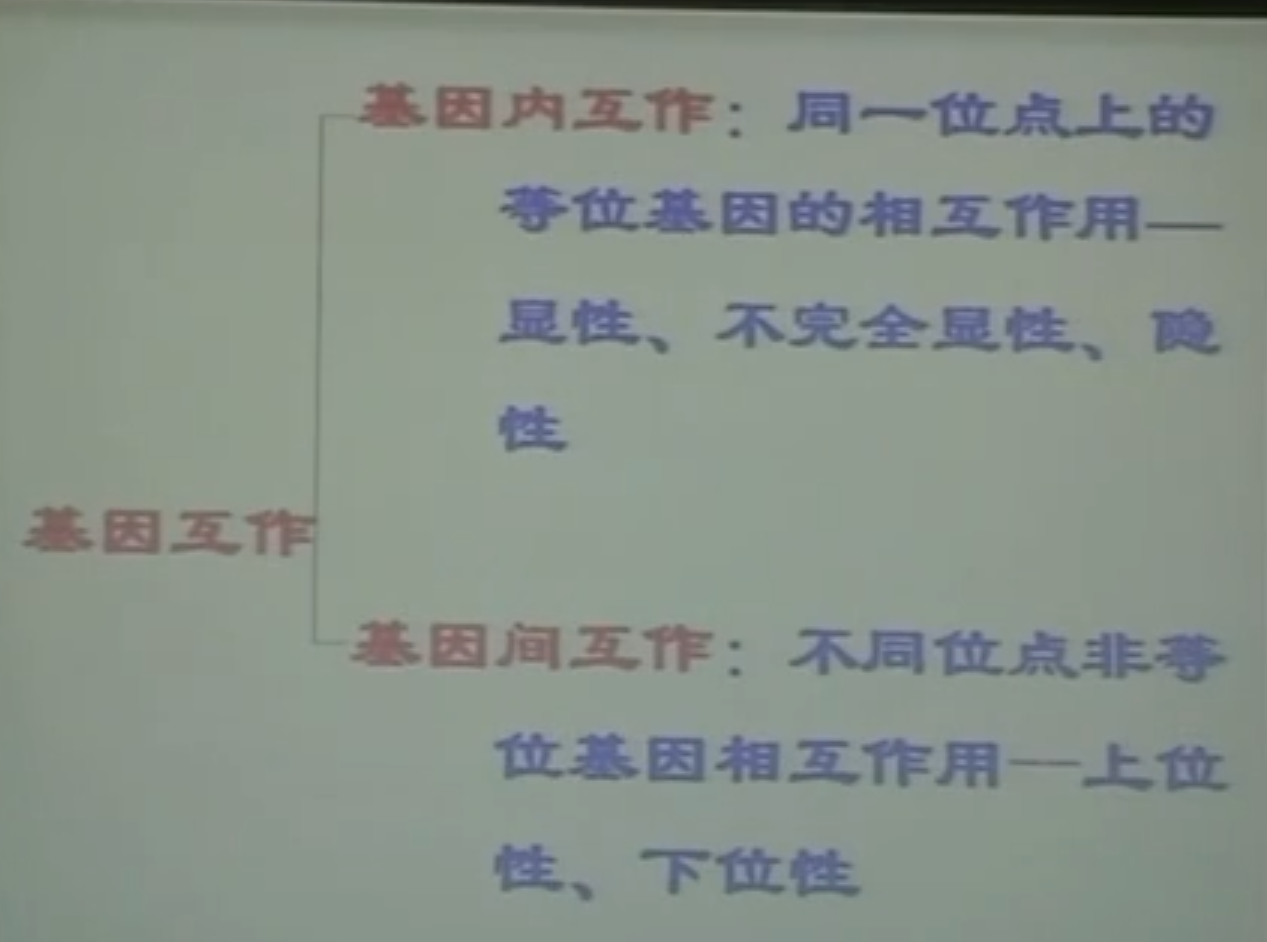 基因内互作：同一位点上的
等位基因的相互作用—
显性、不完全显性、隐
性
基因互作
基因间互作：不同位点非等
位基因相互作用—上位
性、下位性